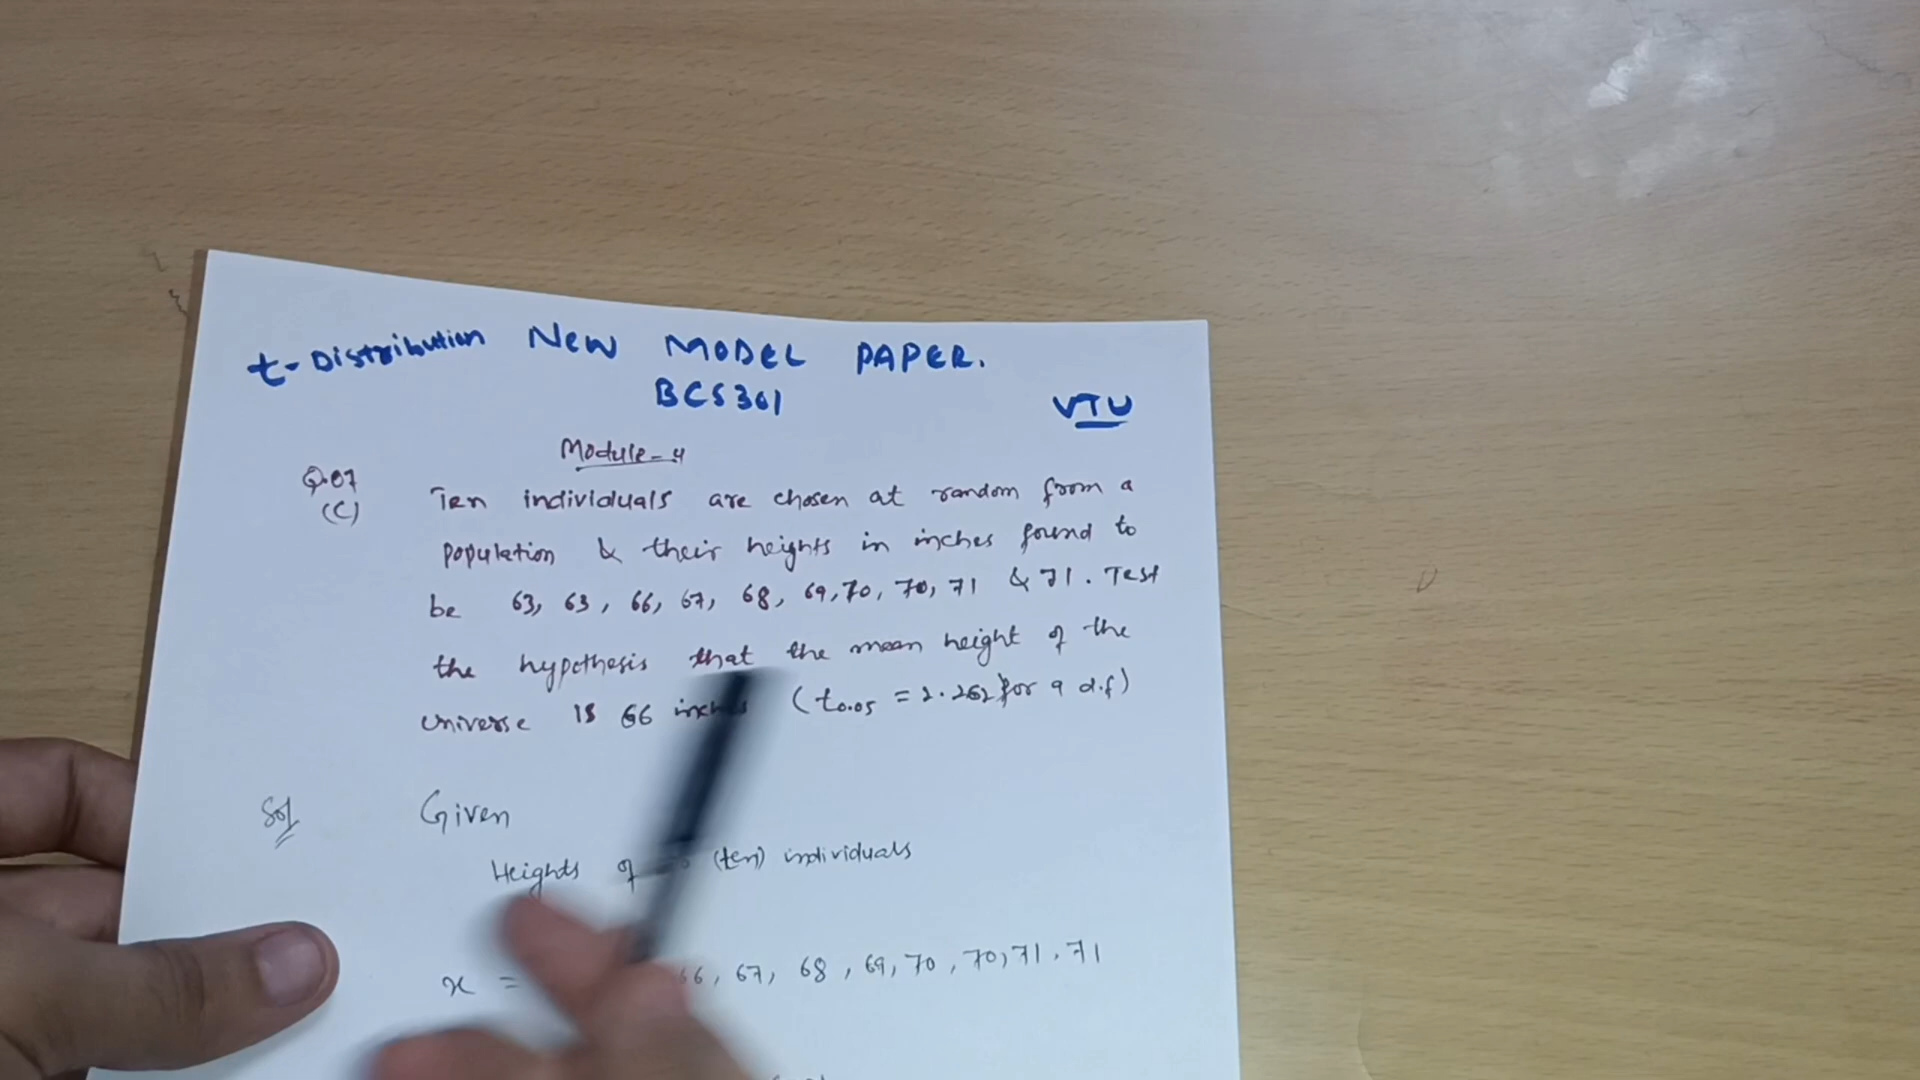 t-Distribution New MODEL PAPER.
BCS301
VTU
Module-4
Q.07
(C)
Ten individuals are chosen at random from a
population & their heights in inches found to
be 63, 63, 66, 67, 68, 69, 70, 70, 71 & 71. Test
the hypothesis that the mean height of the
universe is 66 inches (t0.05 = 2.262 for 9 d.f)
Sol
Given
Heights of (ten) individuals
x = 66, 67, 68, 69, 70, 70, 71, 71